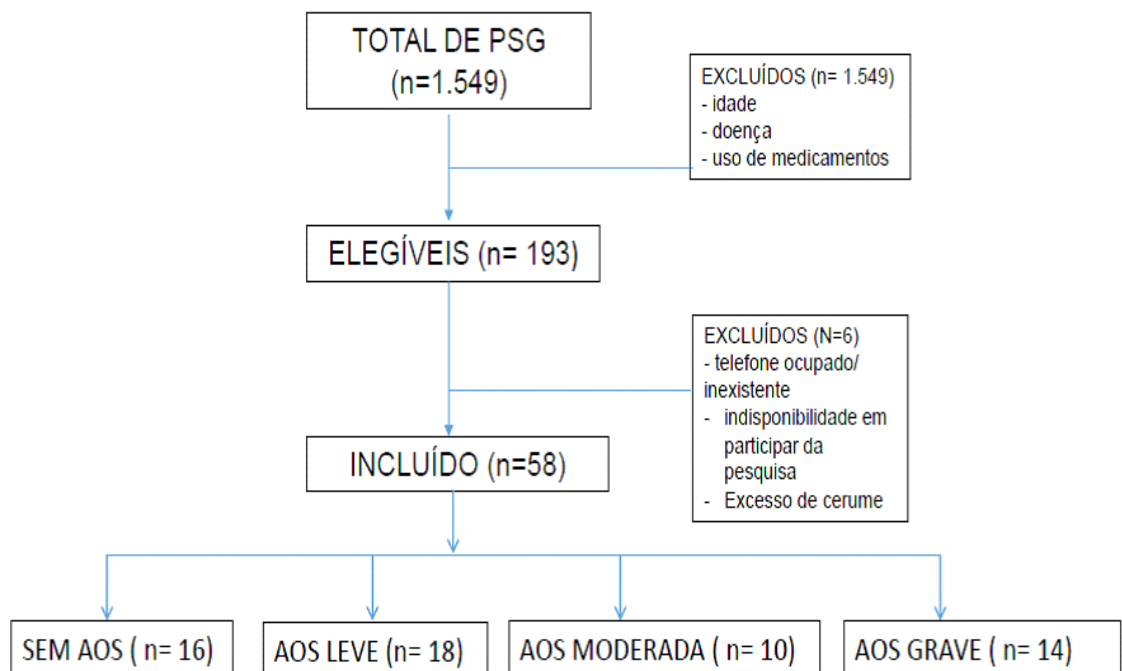 TOTAL DE PSG
(n=1.549)
EXCLUÍDOS (n= 1.549)
- idade
- doença
- uso de medicamentos
ELEGÍVEIS (n= 193)
EXCLUÍDOS (N=6)
- telefone ocupado/
inexistente
- indisponibilidade em
participar da
pesquisa
- Excesso de cerume
INCLUÍDO (n=58)
SEM AOS ( n= 16)
AOS LEVE (n= 18)
AOS MODERADA ( n= 10)
AOS GRAVE ( n= 14)